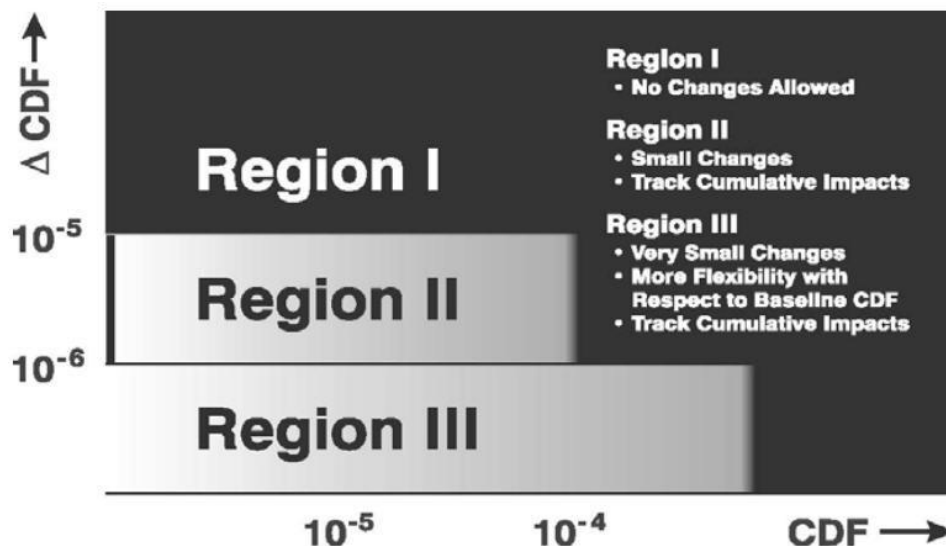 Δ CDF→
Region I
• No Changes Allowed
Region II
• Small Changes
• Track Cumulative Impacts
Region III
• Very Small Changes
• More Flexibility with
Respect to Baseline CDF
• Track Cumulative Impacts
Region I
10⁻⁵
Region II
10⁻⁶
Region III
10⁻⁵
10⁻⁴
CDF→